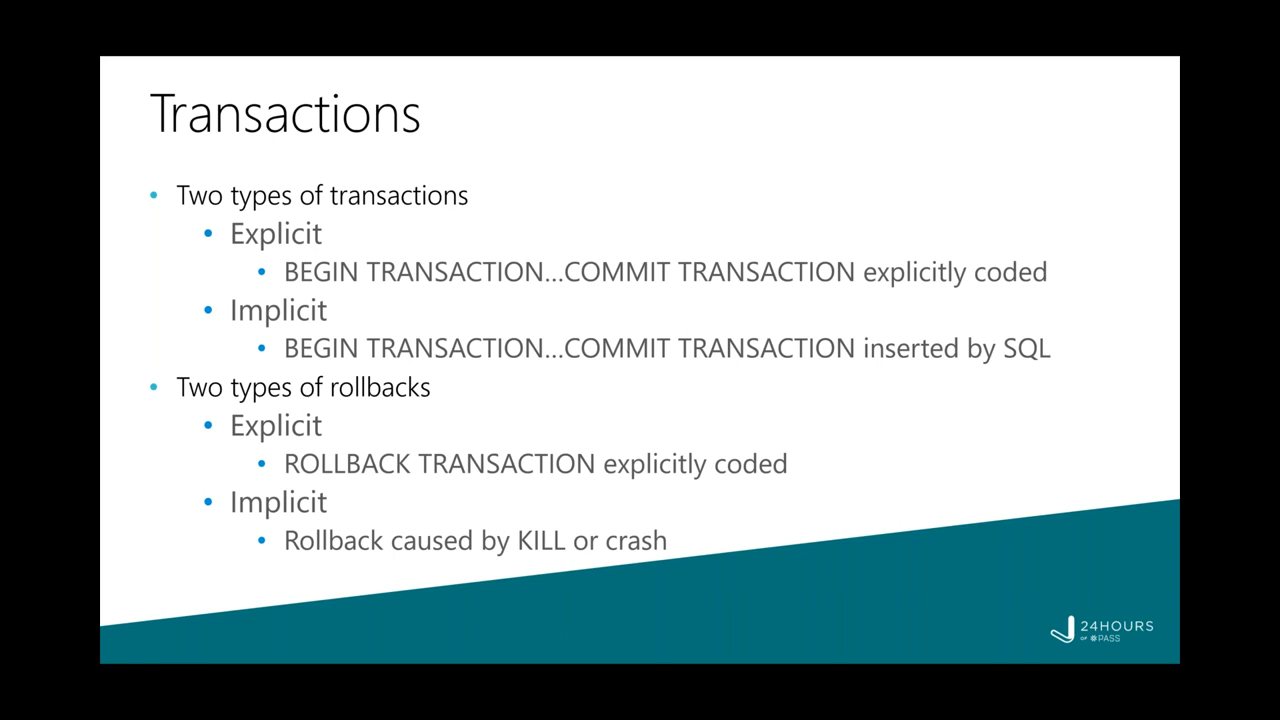 Transactions
• Two types of transactions
• Explicit
• BEGIN TRANSACTION...COMMIT TRANSACTION explicitly coded
• Implicit
• BEGIN TRANSACTION...COMMIT TRANSACTION inserted by SQL
• Two types of rollbacks
• Explicit
• ROLLBACK TRANSACTION explicitly coded
• Implicit
• Rollback caused by KILL or crash
24HOURS
OF PASS